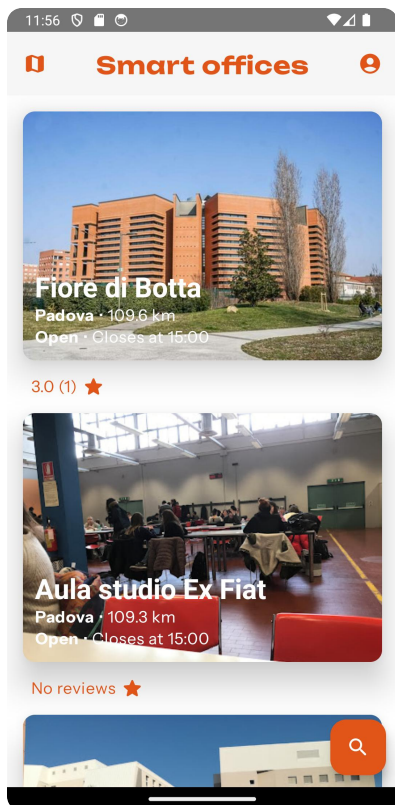 11:56
Smart offices
Fiore di Botta
Padova · 109.6 km
Open · Closes at 15:00
3.0 (1)
Aula studio Ex Fiat
Padova · 109.3 km
Open · Closes at 15:00
No reviews